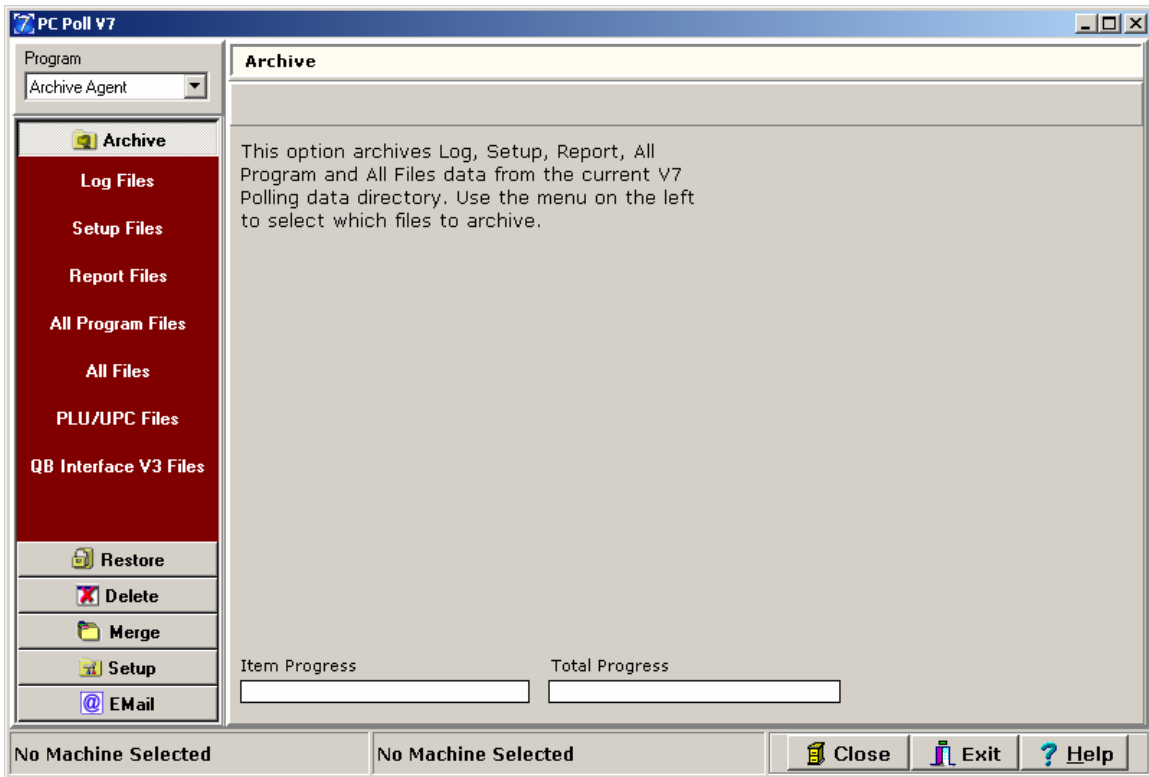 PC Poll V7
Program
Archive Agent
Archive
Log Files
Setup Files
Report Files
All Program Files
All Files
PLU/UPC Files
QB Interface V3 Files
Restore
Delete
Merge
Setup
@ EMail
Archive
This option archives Log, Setup, Report, All
Program and All Files data from the current V7
Polling data directory. Use the menu on the left
to select which files to archive.
Item Progress
Total Progress
No Machine Selected
No Machine Selected
Close
Exit
? Help